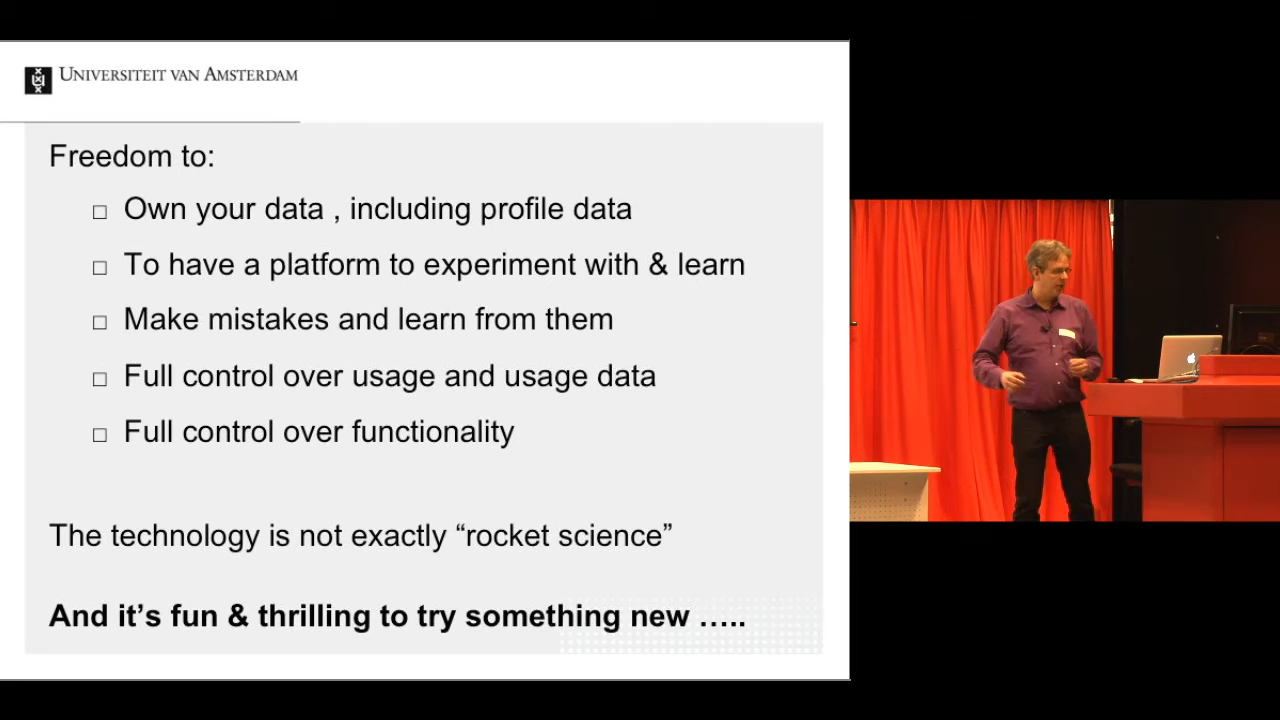 UNIVERSITEIT VAN AMSTERDAM
Freedom to:
□ Own your data , including profile data
□ To have a platform to experiment with & learn
□ Make mistakes and learn from them
□ Full control over usage and usage data
□ Full control over functionality
The technology is not exactly “rocket science”
And it’s fun & thrilling to try something new …..